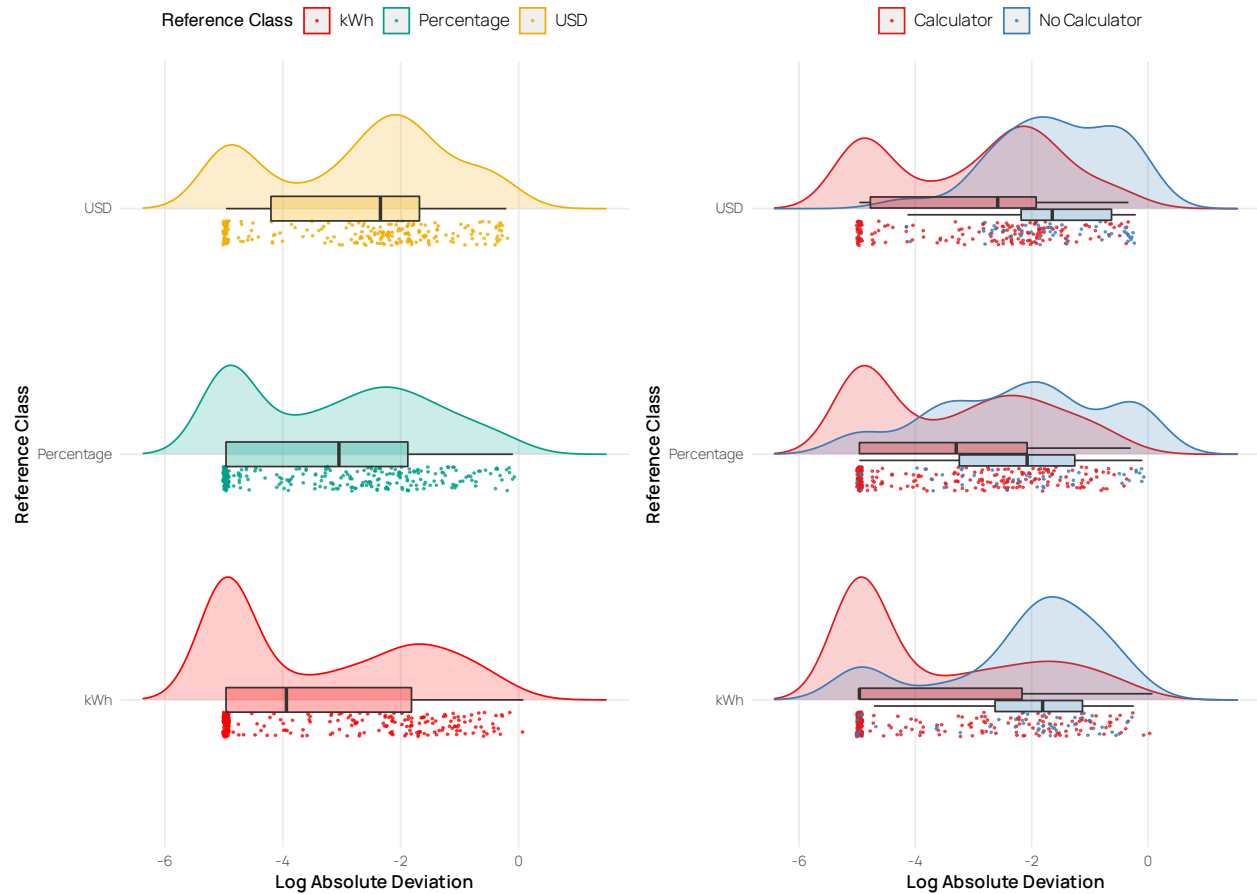 Reference Class kWh Percentage USD
Calculator No Calculator
Reference Class
USD
Percentage
kWh
-6 -4 -2 0
Log Absolute Deviation
Reference Class
USD
Percentage
kWh
-6 -4 -2 0
Log Absolute Deviation